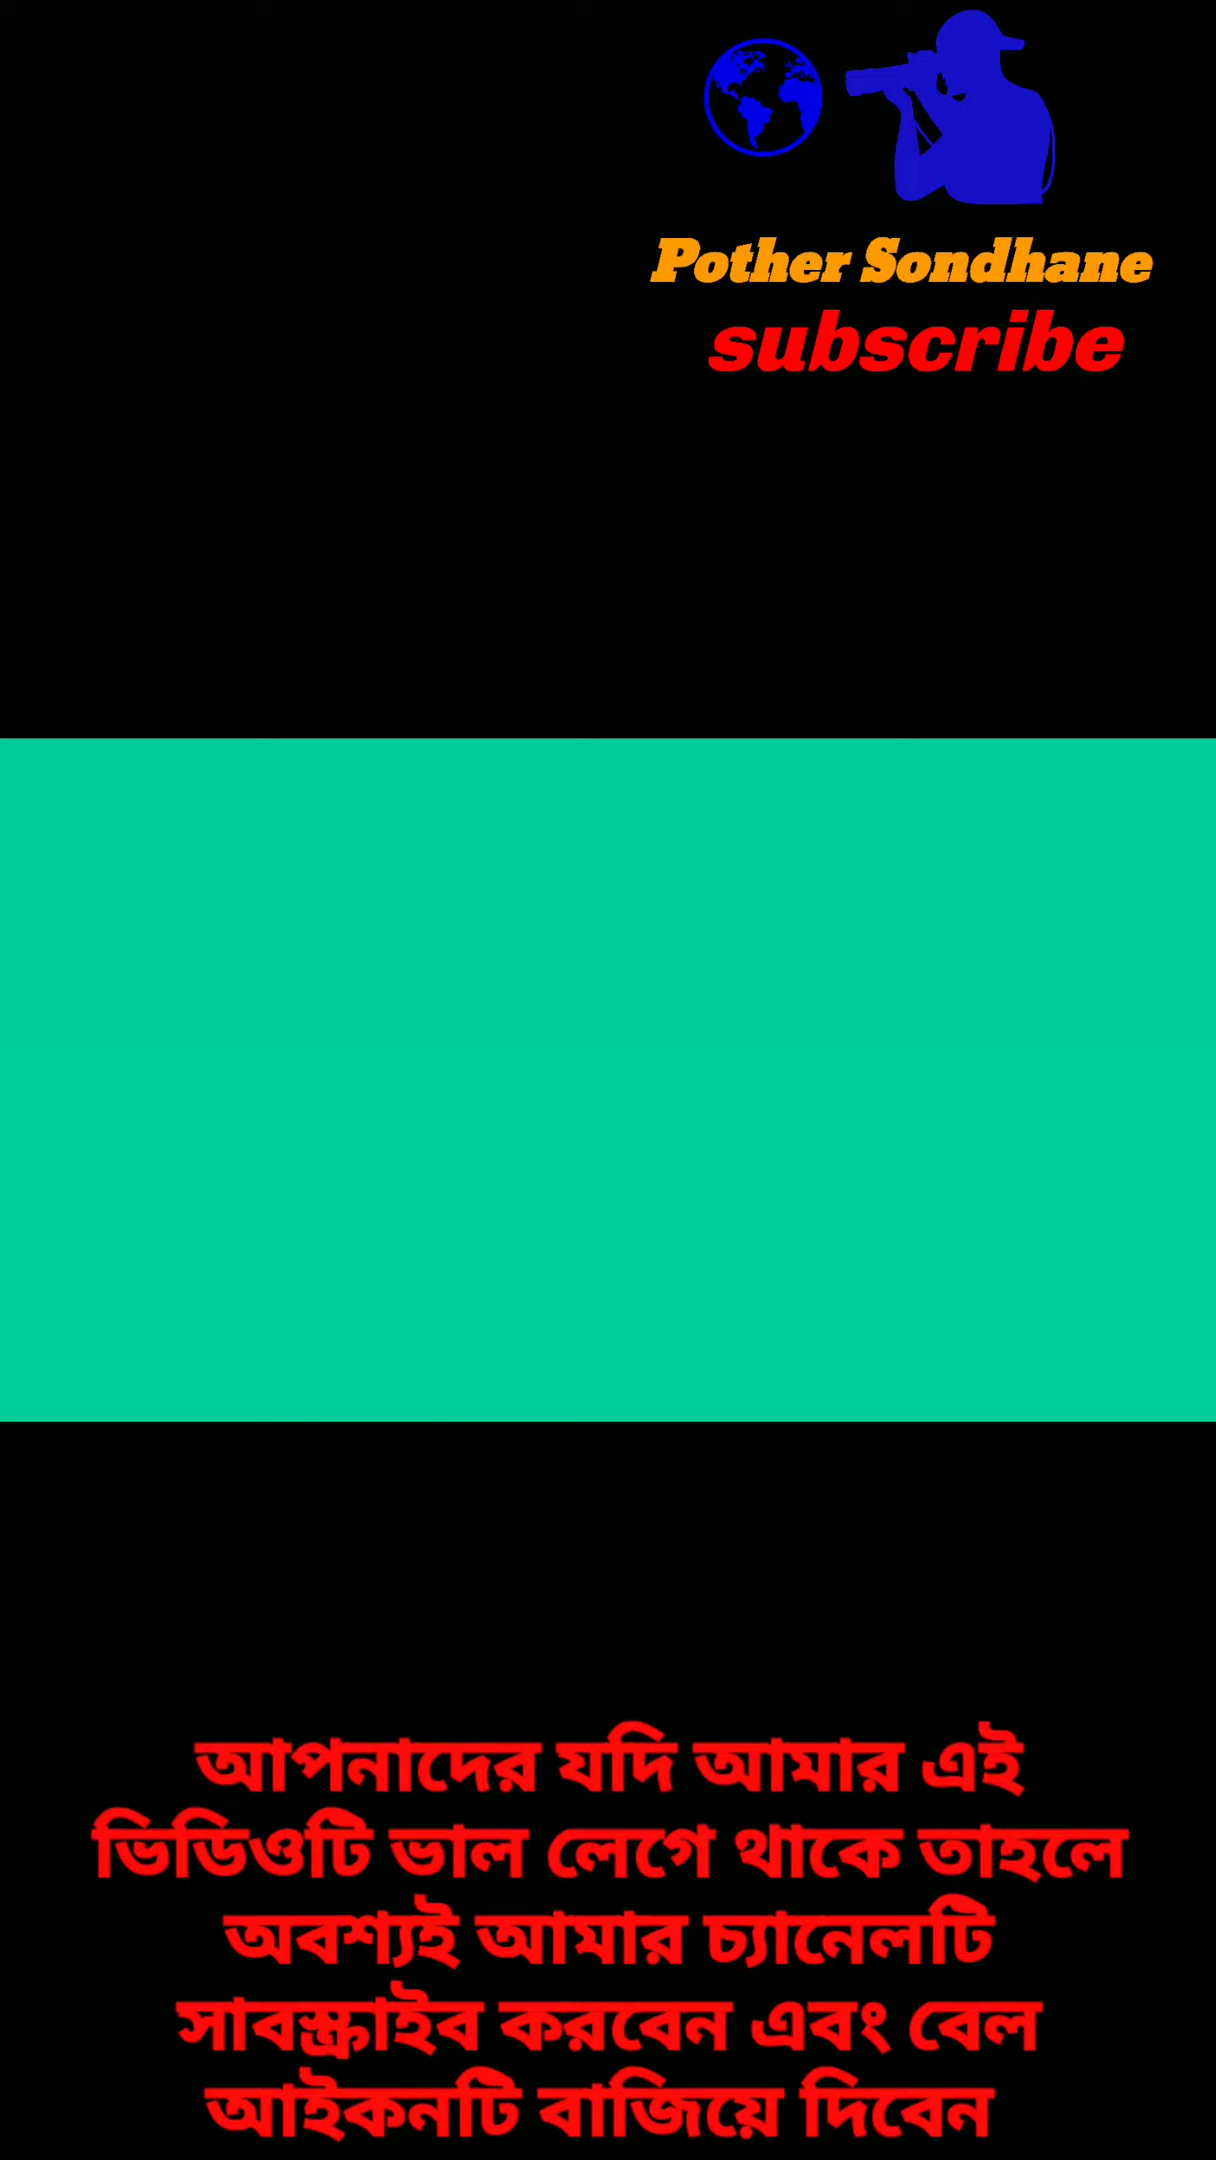 Pother Sondhane
subscribe
আপনাদের যদি আমার এই
ভিডিওটি ভাল লেগে থাকে তাহলে
অবশ্যই আমার চ্যানেলটি
সাবস্ক্রাইব করবেন এবং বেল
আইকনটি বাজিয়ে দিবেন